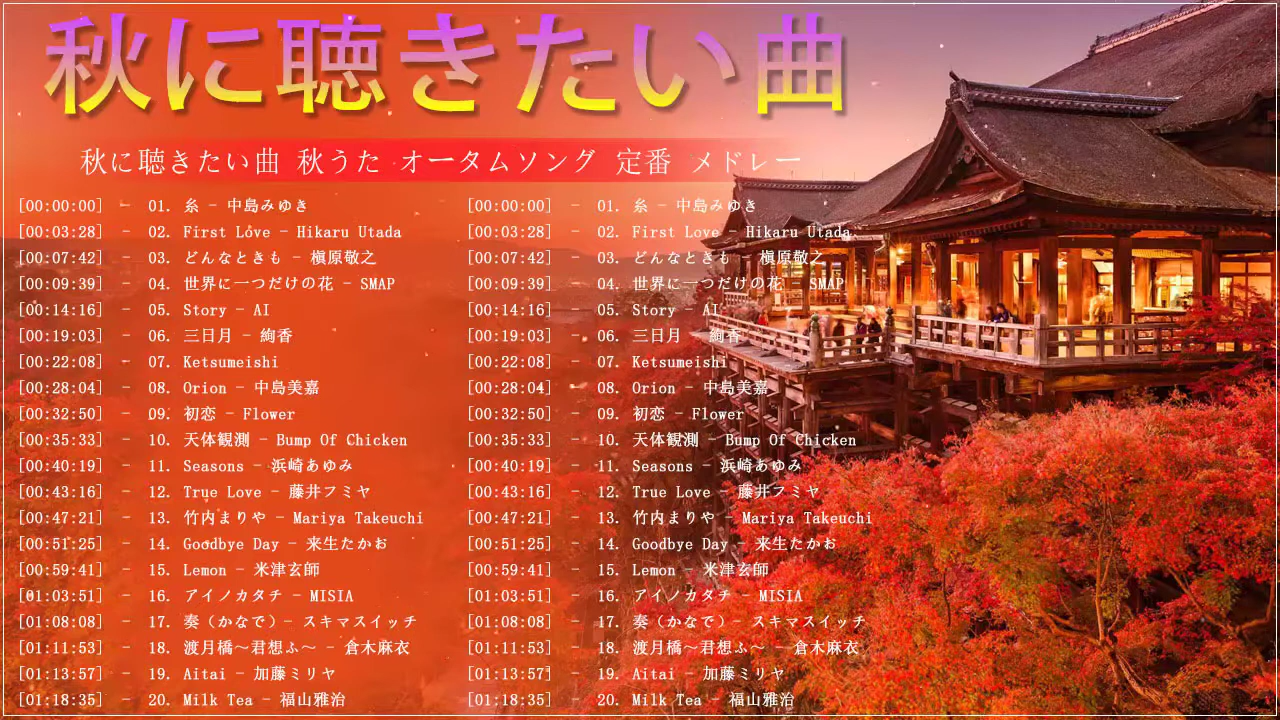 秋に聴きたい曲
秋に聴きたい曲 秋うた オータムソング 定番 メドレー
[00:00:00] - 01. 糸 - 中島みゆき
[00:03:28] - 02. First Love - Hikaru Utada
[00:07:42] - 03. どんなときも - 槇原敬之
[00:09:39] - 04. 世界に一つだけの花 - SMAP
[00:14:16] - 05. Story - AI
[00:19:03] - 06. 三日月 - 絢香
[00:22:08] - 07. Ketsumeishi
[00:28:04] - 08. Orion - 中島美嘉
[00:32:50] - 09. 初恋 - Flower
[00:35:33] - 10. 天体観測 - Bump Of Chicken
[00:40:19] - 11. Seasons - 浜崎あゆみ
[00:43:16] - 12. True Love - 藤井フミヤ
[00:47:21] - 13. 竹内まりや - Mariya Takeuchi
[00:51:25] - 14. Goodbye Day - 来生たかお
[00:59:41] - 15. Lemon - 米津玄師
[01:03:51] - 16. アイノカタチ - MISIA
[01:08:08] - 17. 奏（かなで）- スキマスイッチ
[01:11:53] - 18. 渡月橋〜君想ふ〜 - 倉木麻衣
[01:13:57] - 19. Aitai - 加藤ミリヤ
[01:18:35] - 20. Milk Tea - 福山雅治
[00:00:00] - 01. 糸 - 中島みゆき
[00:03:28] - 02. First Love - Hikaru Utada
[00:07:42] - 03. どんなときも - 槇原敬之
[00:09:39] - 04. 世界に一つだけの花 - SMAP
[00:14:16] - 05. Story - AI
[00:19:03] - 06. 三日月 - 絢香
[00:22:08] - 07. Ketsumeishi
[00:28:04] - 08. Orion - 中島美嘉
[00:32:50] - 09. 初恋 - Flower
[00:35:33] - 10. 天体観測 - Bump Of Chicken
[00:40:19] - 11. Seasons - 浜崎あゆみ
[00:43:16] - 12. True Love - 藤井フミヤ
[00:47:21] - 13. 竹内まりや - Mariya Takeuchi
[00:51:25] - 14. Goodbye Day - 来生たかお
[00:59:41] - 15. Lemon - 米津玄師
[01:03:51] - 16. アイノカタチ - MISIA
[01:08:08] - 17. 奏（かなで）- スキマスイッチ
[01:11:53] - 18. 渡月橋〜君想ふ〜 - 倉木麻衣
[01:13:57] - 19. Aitai - 加藤ミリヤ
[01:18:35] - 20. Milk Tea - 福山雅治